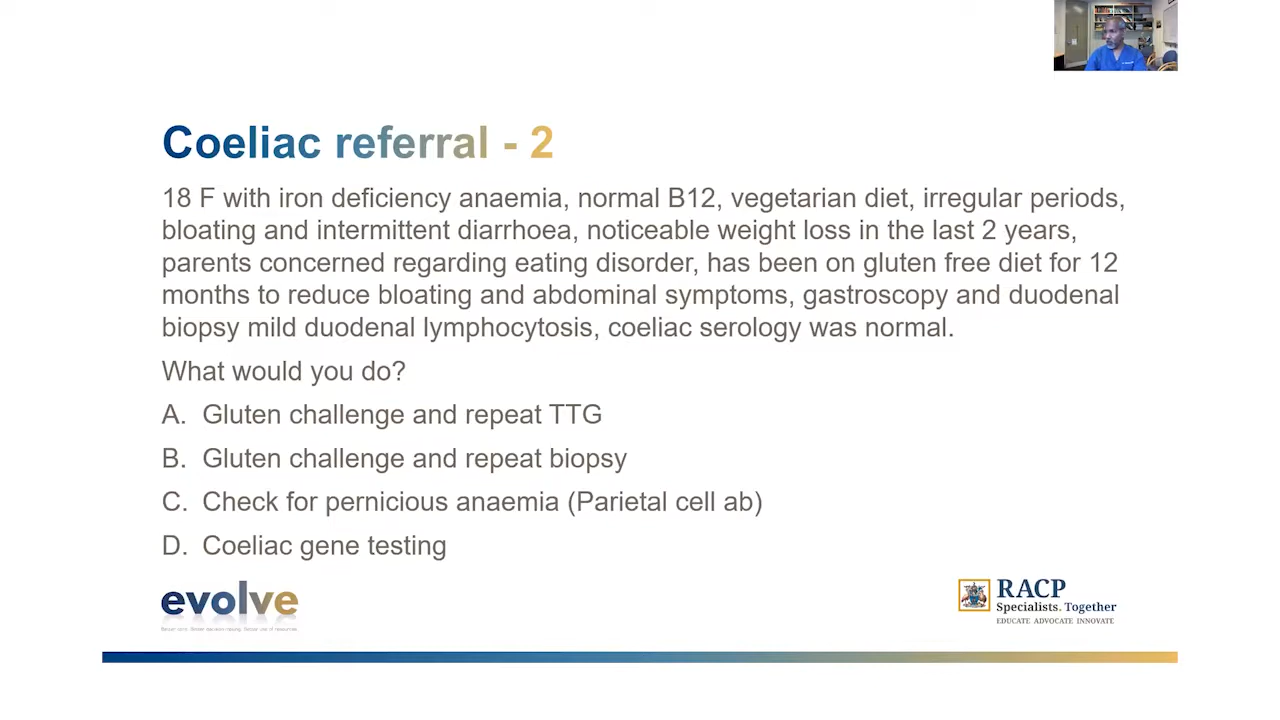 Coeliac referral - 2
18 F with iron deficiency anaemia, normal B12, vegetarian diet, irregular periods,
bloating and intermittent diarrhoea, noticeable weight loss in the last 2 years,
parents concerned regarding eating disorder, has been on gluten free diet for 12
months to reduce bloating and abdominal symptoms, gastroscopy and duodenal
biopsy mild duodenal lymphocytosis, coeliac serology was normal.
What would you do?
A. Gluten challenge and repeat TTG
B. Gluten challenge and repeat biopsy
C. Check for pernicious anaemia (Parietal cell ab)
D. Coeliac gene testing
evolve
RACP
Specialists. Together
EDUCATE ADVOCATE INNOVATE